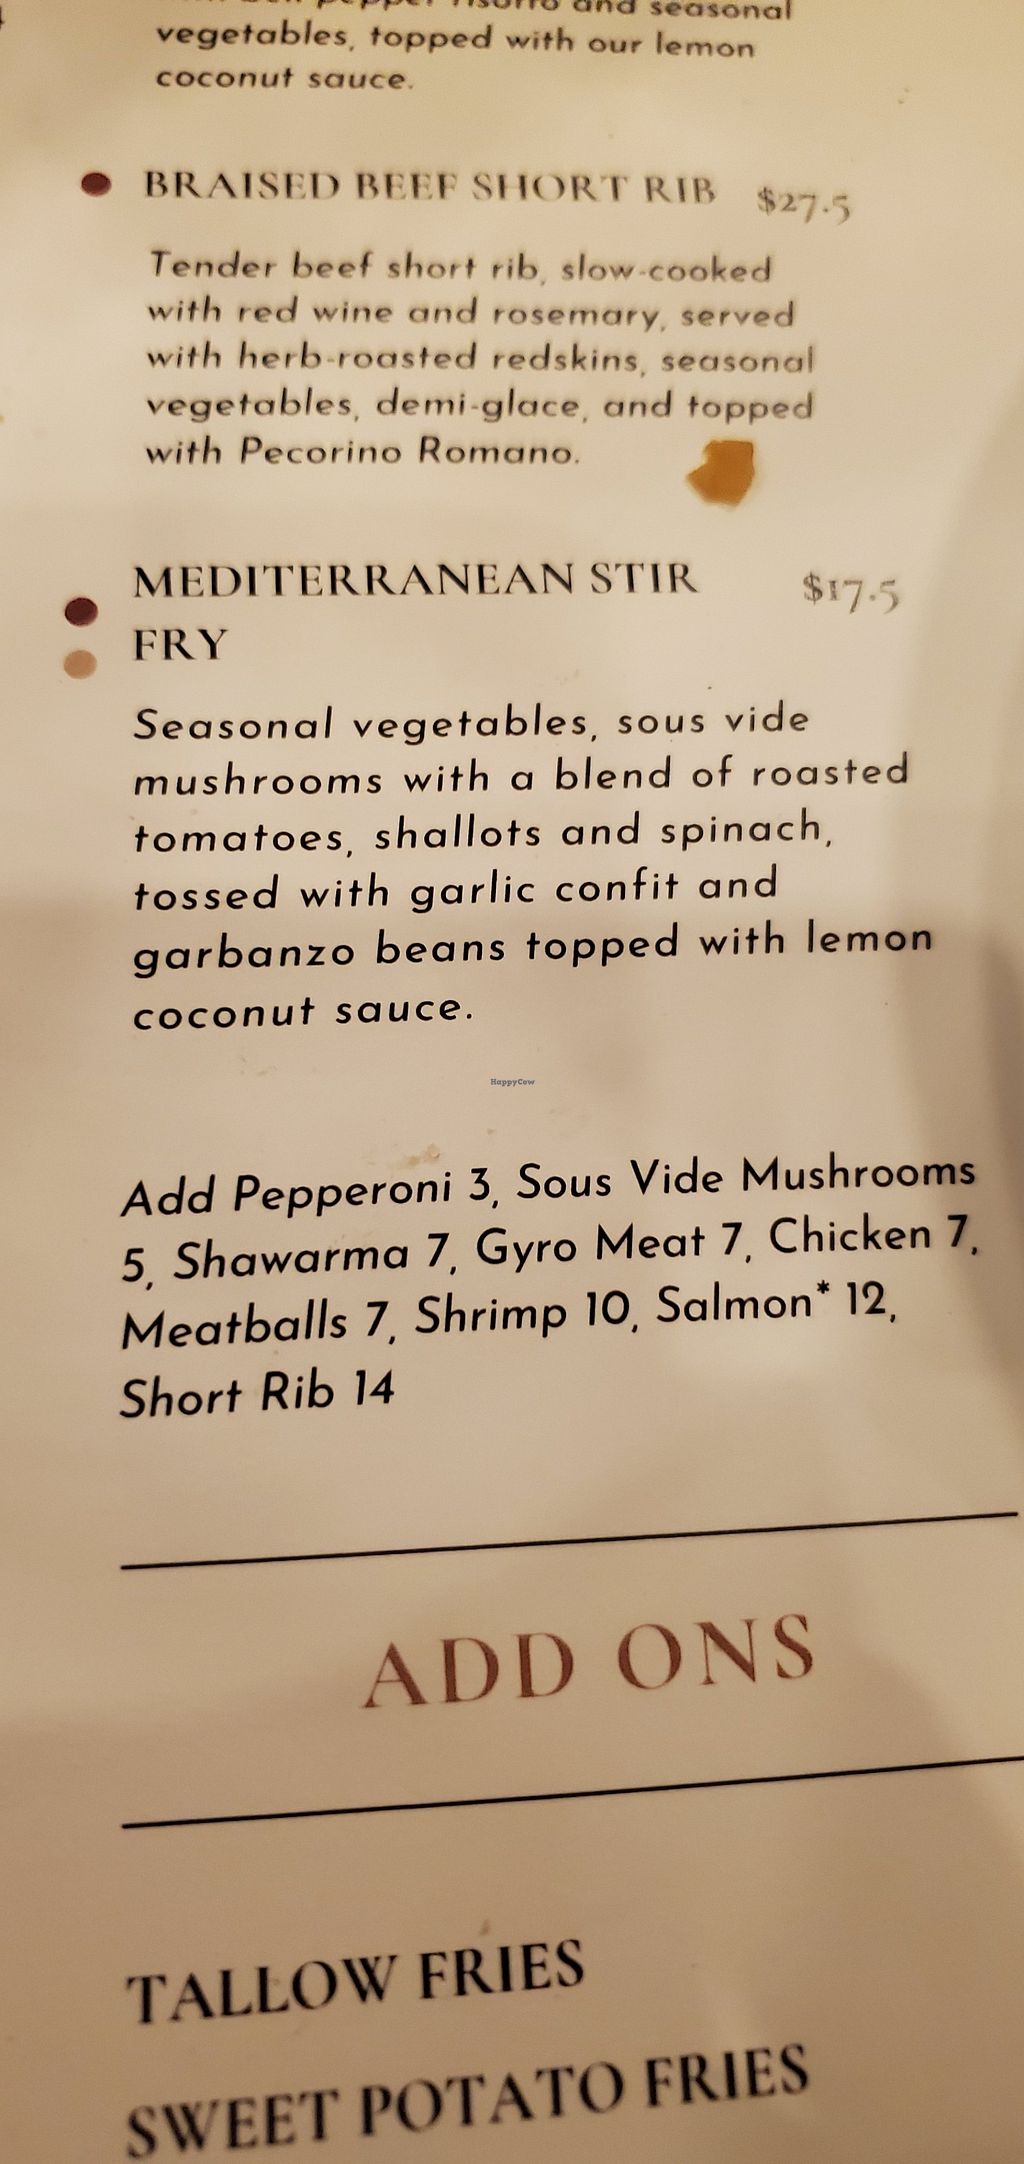 and seasonal
vegetables, topped with our lemon
coconut sauce.
BRAISED BEEF SHORT RIB $27.5
Tender beef short rib, slow-cooked
with red wine and rosemary, served
with herb-roasted redskins, seasonal
vegetables, demi-glace, and topped
with Pecorino Romano.
MEDITERRANEAN STIR $17.5
FRY
Seasonal vegetables, sous vide
mushrooms with a blend of roasted
tomatoes, shallots and spinach,
tossed with garlic confit and
garbanzo beans topped with lemon
coconut sauce.
HappyCow
Add Pepperoni 3, Sous Vide Mushrooms
5, Shawarma 7, Gyro Meat 7, Chicken 7,
Meatballs 7, Shrimp 10, Salmon* 12,
Short Rib 14
ADD ONS
TALLOW FRIES
SWEET POTATO FRIES